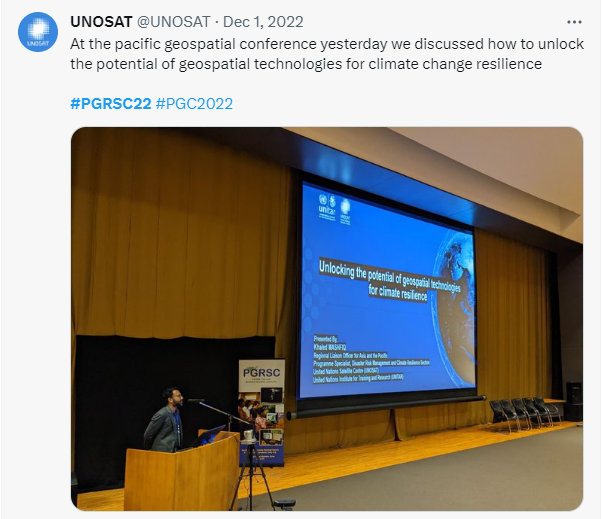 UNOSAT @UNOSAT · Dec 1, 2022
UNOSAT
At the pacific geospatial conference yesterday we discussed how to unlock
the potential of geospatial technologies for climate change resilience
#PGRSC22 #PGC2022
unitar
UNOSAT
Unlocking the potential of geospatial technologies
for climate resilience
Presented By
Khaled MASHFIQ
Regional Liaison Officer for Asia and the Pacific
Programme Specialist, Disaster Risk Management and Climate Resilience Section
United Nations Satellite Centre (UNOSAT)
United Nations Institute for Training and Research (UNITAR)
PGRSC